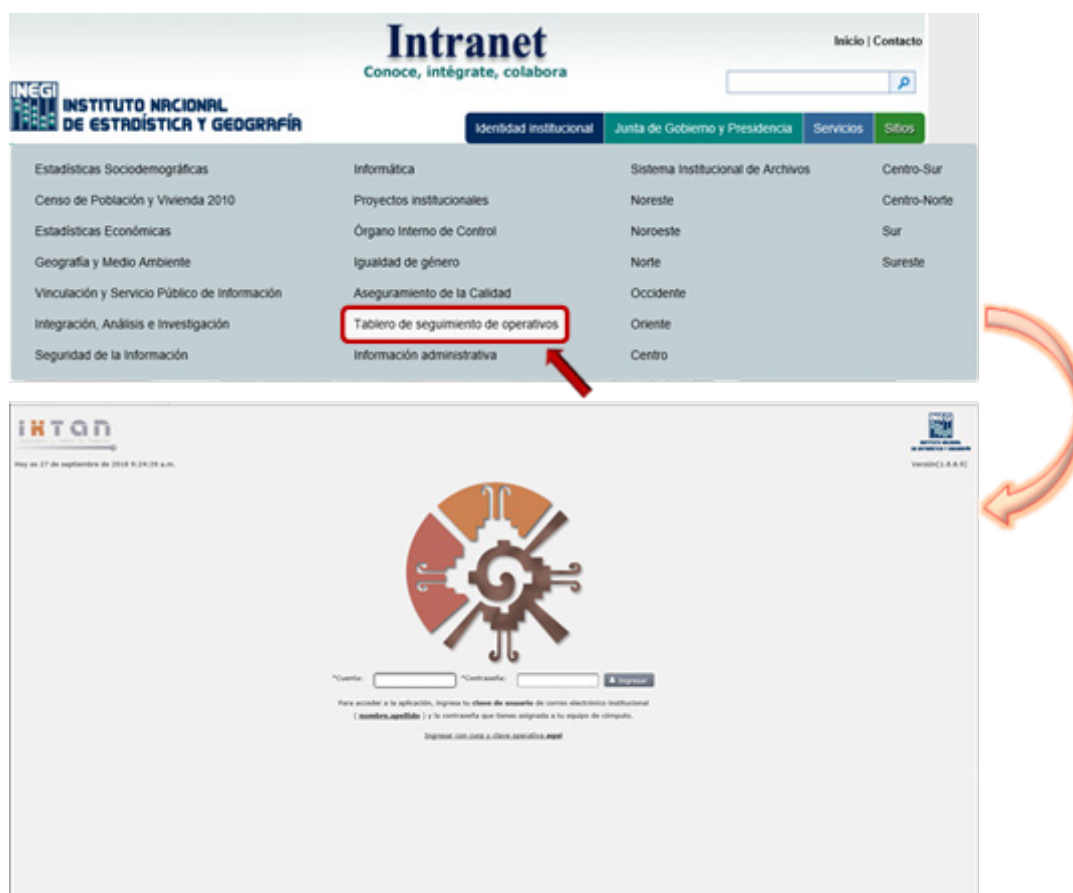 Intranet
Conoce, intégrate, colabora
Inicio | Contacto
INEGI
INSTITUTO NACIONAL
DE ESTADÍSTICA Y GEOGRAFÍA
Identidad institucional Junta de Gobierno y Presidencia Servicios Sitios
Estadísticas Sociodemográficas Informática Sistema Institucional de Archivos Centro-Sur
Censo de Población y Vivienda 2010 Proyectos institucionales Noreste Centro-Norte
Estadísticas Económicas Órgano Interno de Control Noroeste Sur
Geografía y Medio Ambiente Igualdad de género Norte Sureste
Vinculación y Servicio Público de Información Aseguramiento de la Calidad Occidente
Integración, Análisis e Investigación Tablero de seguimiento de operativos Oriente
Seguridad de la Información Información administrativa Centro
iKTan
Hoy es 27 de septiembre de 2018 9:24:29 a.m.
*Cuenta: *Contraseña: Ingresar
Para acceder a la aplicación, ingresa tu clave de usuario de correo electrónico institucional
( nombre.apellido ) y la contraseña que tienes asignada a tu equipo de cómputo.
Ingresar con curp y clave operativa aquí